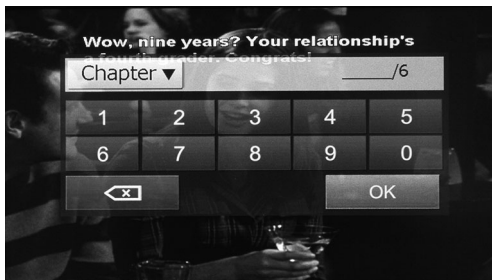 Wow, nine years? Your relationship's
a fourth grader. Congrats!
Chapter ▼ ____/6
1 2 3 4 5
6 7 8 9 0
OK